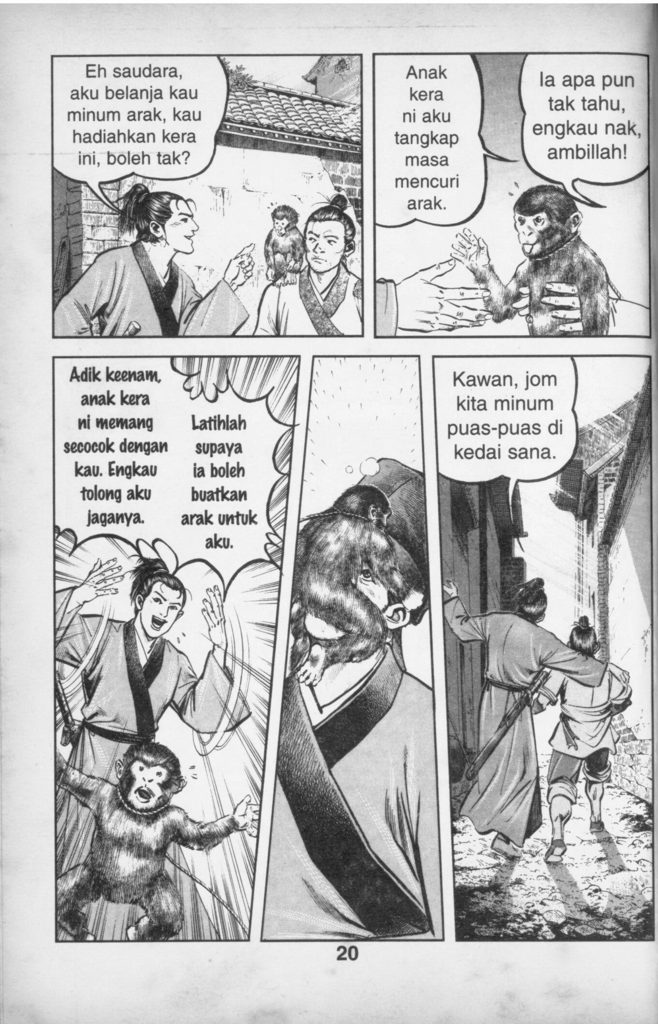 Eh saudara,
aku belanja kau
minum arak, kau
hadiahkan kera
ini, boleh tak?
Anak
kera
ni aku
tangkap
masa
mencuri
arak.
Ia apa pun
tak tahu,
engkau nak,
ambillah!
Adik keenam,
anak kera
ni memang
secocok dengan
kau. Engkau
tolong aku
jaganya.
Latihlah
supaya
ia boleh
buatkan
arak untuk
aku.
Kawan, jom
kita minum
puas-puas di
kedai sana.
20